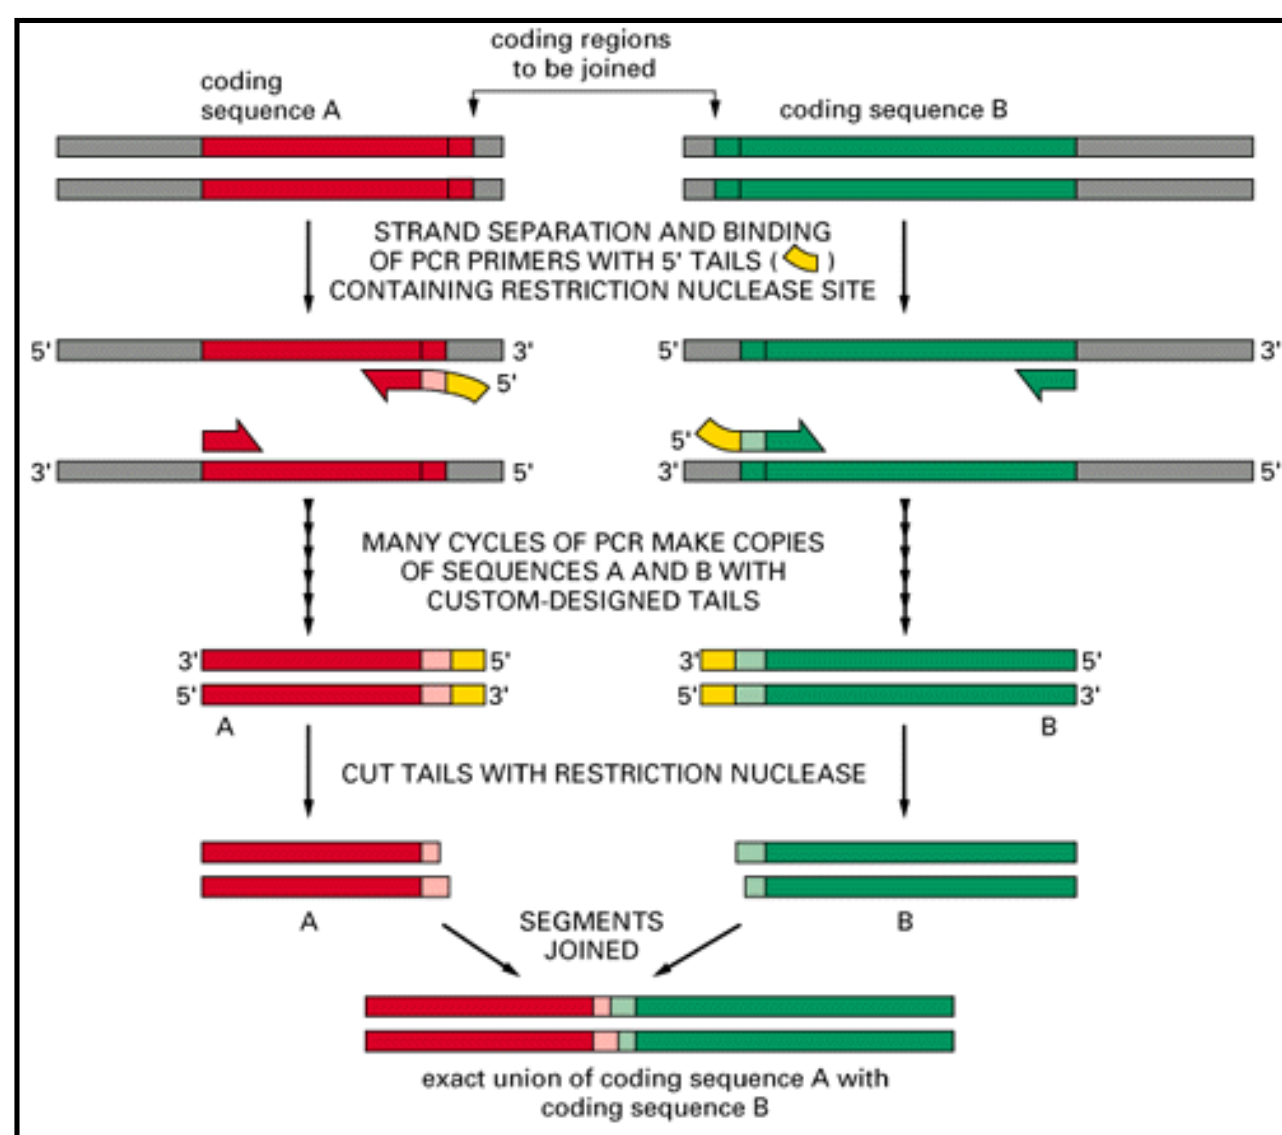 coding regions
to be joined
coding
sequence A
coding sequence B
STRAND SEPARATION AND BINDING
OF PCR PRIMERS WITH 5' TAILS ( )
CONTAINING RESTRICTION NUCLEASE SITE
5' 3' 5' 3'
5'
5'
3' 5' 3' 5'
MANY CYCLES OF PCR MAKE COPIES
OF SEQUENCES A AND B WITH
CUSTOM-DESIGNED TAILS
3' 5' 3' 5'
5' 3' 5' 3'
A B
CUT TAILS WITH RESTRICTION NUCLEASE
A B
SEGMENTS
JOINED
exact union of coding sequence A with
coding sequence B